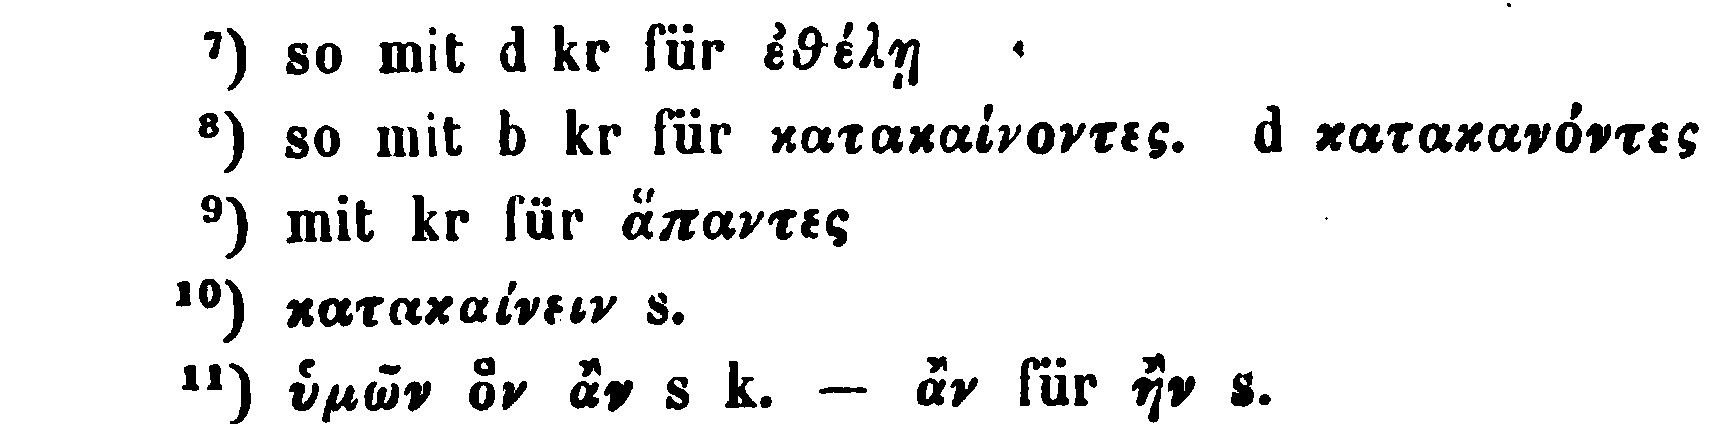 ⁷) so mit d kr für ἐθέλῃ
⁸) so mit b kr für κατακαίνοντες. d κατακανόντες
⁹) mit kr für ἅπαντες
¹⁰) κατακαίνειν s.
¹¹) ὑμῶν ὃν ἂν s k. — ἂν für ἢν s.